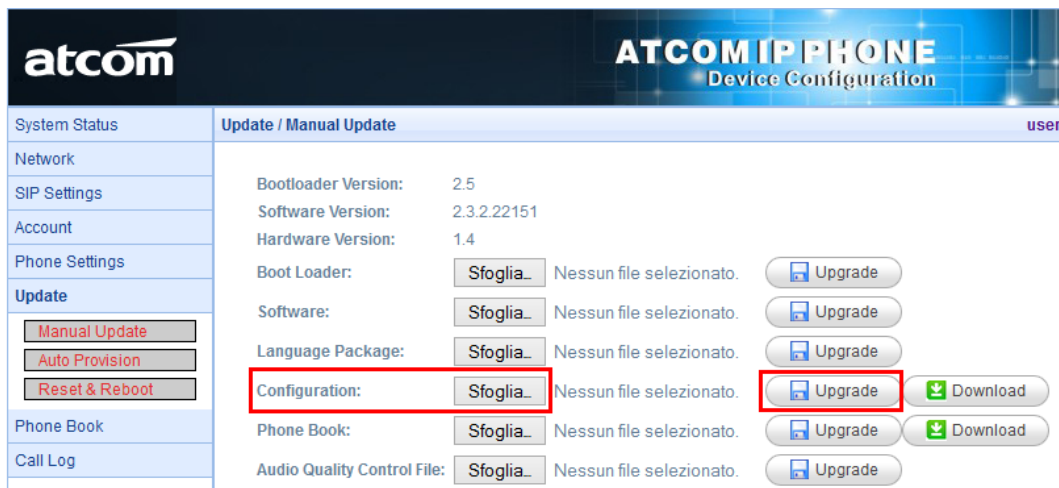 atcom
ATCOM IP PHONE
Device Configuration
System Status
Network
SIP Settings
Account
Phone Settings
Update
Manual Update
Auto Provision
Reset & Reboot
Phone Book
Call Log
Update / Manual Update user
Bootloader Version: 2.5
Software Version: 2.3.2.22151
Hardware Version: 1.4
Boot Loader: Sfoglia… Nessun file selezionato. Upgrade
Software: Sfoglia… Nessun file selezionato. Upgrade
Language Package: Sfoglia… Nessun file selezionato. Upgrade
Configuration: Sfoglia… Nessun file selezionato. Upgrade Download
Phone Book: Sfoglia… Nessun file selezionato. Upgrade Download
Audio Quality Control File: Sfoglia… Nessun file selezionato. Upgrade